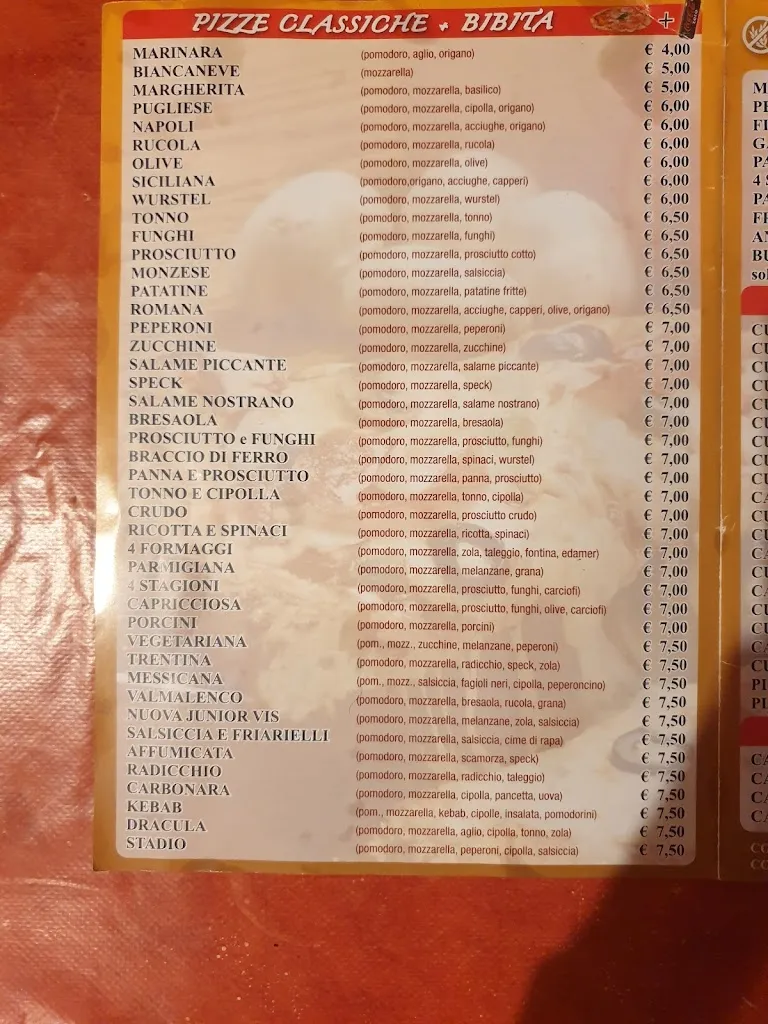 PIZZE CLASSICHE + BIBITA +
MARINARA (pomodoro, aglio, origano) € 4,00
BIANCANEVE (mozzarella) € 5,00
MARGHERITA (pomodoro, mozzarella, basilico) € 5,00
PUGLIESE (pomodoro, mozzarella, cipolla, origano) € 6,00
NAPOLI (pomodoro, mozzarella, acciughe, origano) € 6,00
RUCOLA (pomodoro, mozzarella, rucola) € 6,00
OLIVE (pomodoro, mozzarella, olive) € 6,00
SICILIANA (pomodoro,origano, acciughe, capperi) € 6,00
WURSTEL (pomodoro, mozzarella, wurstel) € 6,00
TONNO (pomodoro, mozzarella, tonno) € 6,50
FUNGHI (pomodoro, mozzarella, funghi) € 6,50
PROSCIUTTO (pomodoro, mozzarella, prosciutto cotto) € 6,50
MONZESE (pomodoro, mozzarella, salsiccia) € 6,50
PATATINE (pomodoro, mozzarella, patatine fritte) € 6,50
ROMANA (pomodoro, mozzarella, acciughe, capperi, olive, origano) € 6,50
PEPERONI (pomodoro, mozzarella, peperoni) € 7,00
ZUCCHINE (pomodoro, mozzarella, zucchine) € 7,00
SALAME PICCANTE (pomodoro, mozzarella, salame piccante) € 7,00
SPECK (pomodoro, mozzarella, speck) € 7,00
SALAME NOSTRANO (pomodoro, mozzarella, salame nostrano) € 7,00
BRESAOLA (pomodoro, mozzarella, bresaola) € 7,00
PROSCIUTTO e FUNGHI (pomodoro, mozzarella, prosciutto, funghi) € 7,00
BRACCIO DI FERRO (pomodoro, mozzarella, spinaci, wurstel) € 7,00
PANNA E PROSCIUTTO (pomodoro, mozzarella, panna, prosciutto) € 7,00
TONNO E CIPOLLA (pomodoro, mozzarella, tonno, cipolla) € 7,00
CRUDO (pomodoro, mozzarella, prosciutto crudo) € 7,00
RICOTTA E SPINACI (pomodoro, mozzarella, ricotta, spinaci) € 7,00
4 FORMAGGI (pomodoro, mozzarella, zola, taleggio, fontina, edamer) € 7,00
PARMIGIANA (pomodoro, mozzarella, melanzane, grana) € 7,00
4 STAGIONI (pomodoro, mozzarella, prosciutto, funghi, carciofi) € 7,00
CAPRICCIOSA (pomodoro, mozzarella, prosciutto, funghi, olive, carciofi) € 7,00
PORCINI (pomodoro, mozzarella, porcini) € 7,00
VEGETARIANA (pom., mozz., zucchine, melanzane, peperoni) € 7,50
TRENTINA (pomodoro, mozzarella, radicchio, speck, zola) € 7,50
MESSICANA (pom., mozz., salsiccia, fagioli neri, cipolla, peperoncino) € 7,50
VALMALENCO (pomodoro, mozzarella, bresaola, rucola, grana) € 7,50
NUOVA JUNIOR VIS (pomodoro, mozzarella, melanzane, zola, salsiccia) € 7,50
SALSICCIA E FRIARIELLI (pomodoro, mozzarella, salsiccia, cime di rapa) € 7,50
AFFUMICATA (pomodoro, mozzarella, scamorza, speck) € 7,50
RADICCHIO (pomodoro, mozzarella, radicchio, taleggio) € 7,50
CARBONARA (pomodoro, mozzarella, cipolla, pancetta, uova) € 7,50
KEBAB (pom., mozzarella, kebab, cipolle, insalata, pomodorini) € 7,50
DRACULA (pomodoro, mozzarella, aglio, cipolla, tonno, zola) € 7,50
STADIO (pomodoro, mozzarella, peperoni, cipolla, salsiccia) € 7,50